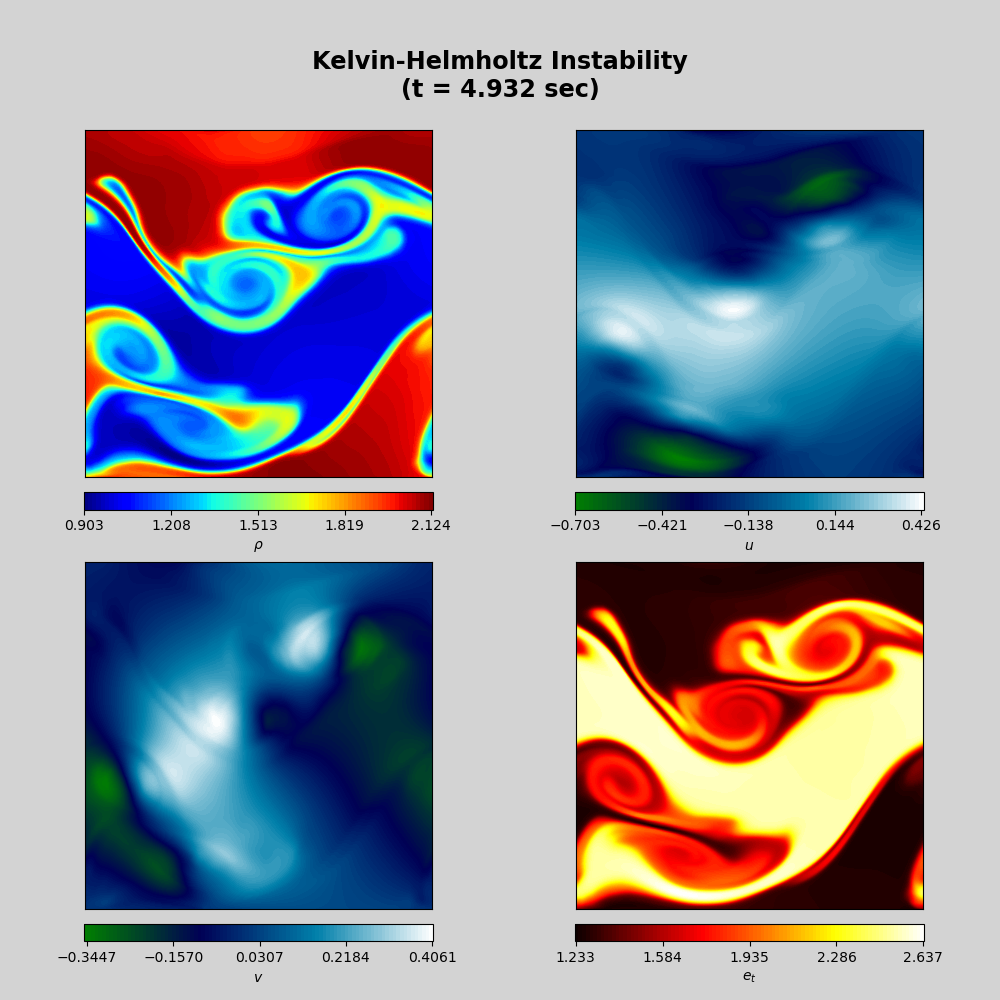 Kelvin-Helmholtz Instability
(t = 4.932 sec)
0.903 1.208 1.513 1.819 2.124
ρ
−0.703 −0.421 −0.138 0.144 0.426
u
−0.3447 −0.1570 0.0307 0.2184 0.4061
v
1.233 1.584 1.935 2.286 2.637
e_t